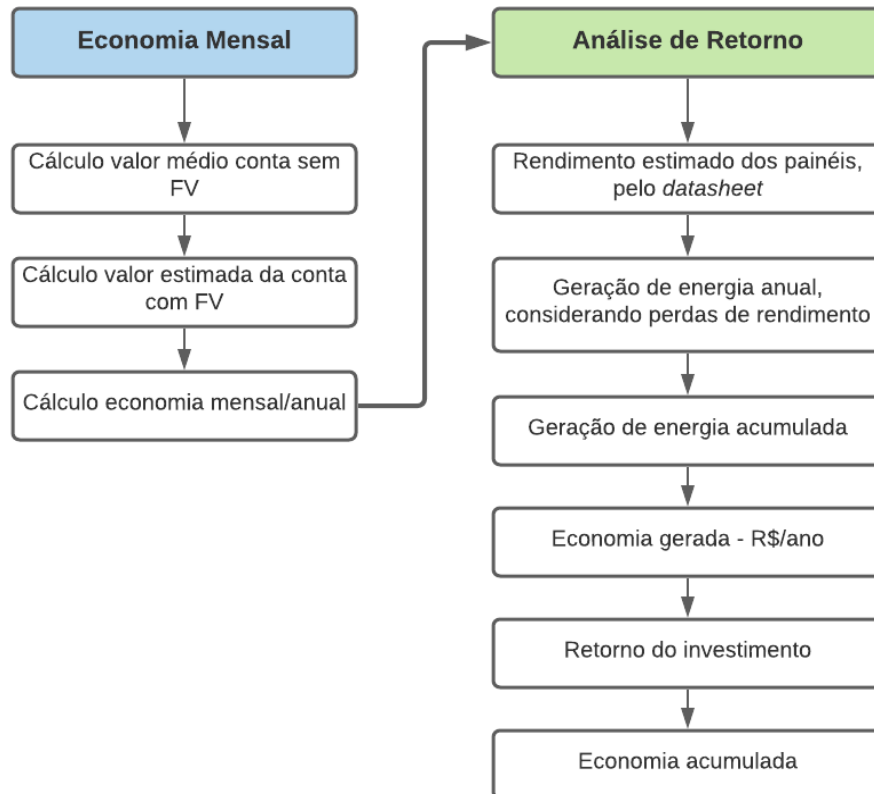 Economia Mensal
Cálculo valor médio conta sem
FV
Cálculo valor estimada da conta
com FV
Cálculo economia mensal/anual
Análise de Retorno
Rendimento estimado dos painéis,
pelo datasheet
Geração de energia anual,
considerando perdas de rendimento
Geração de energia acumulada
Economia gerada - R$/ano
Retorno do investimento
Economia acumulada